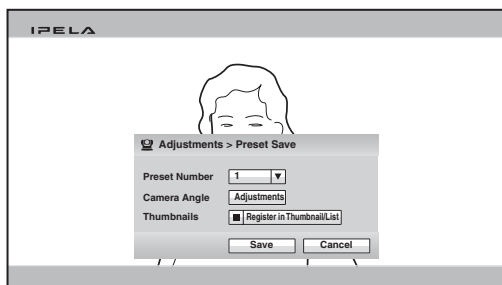 IPELA
Adjustments > Preset Save
Preset Number 1
Camera Angle Adjustments
Thumbnails Register in Thumbnail/List
Save Cancel